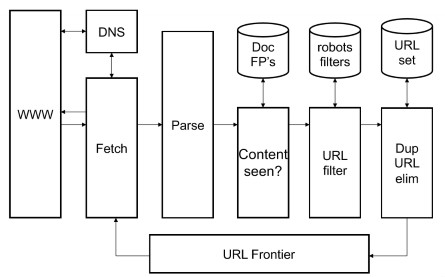 DNS
Doc
FP's
robots
filters
URL
set
WWW
Fetch
Parse
Content
seen?
URL
filter
Dup
URL
elim
URL Frontier